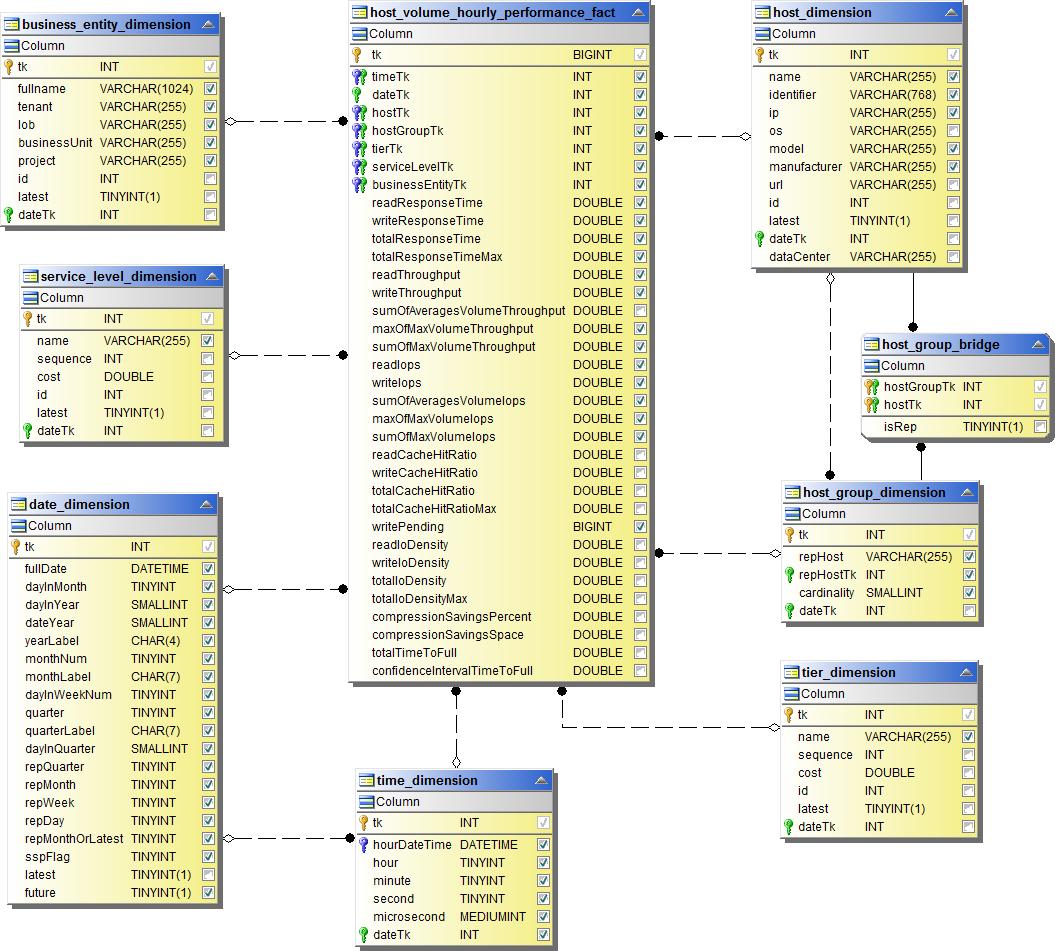 business_entity_dimension
Column
tk INT
fullname VARCHAR(1024)
tenant VARCHAR(255)
lob VARCHAR(255)
businessUnit VARCHAR(255)
project VARCHAR(255)
id INT
latest TINYINT(1)
dateTk INT
service_level_dimension
Column
tk INT
name VARCHAR(255)
sequence INT
cost DOUBLE
id INT
latest TINYINT(1)
dateTk INT
date_dimension
Column
tk INT
fullDate DATETIME
dayInMonth TINYINT
dayInYear SMALLINT
dateYear SMALLINT
yearLabel CHAR(4)
monthNum TINYINT
monthLabel CHAR(7)
dayInWeekNum TINYINT
quarter TINYINT
quarterLabel CHAR(7)
dayInQuarter SMALLINT
repQuarter TINYINT
repMonth TINYINT
repWeek TINYINT
repDay TINYINT
repMonthOrLatest TINYINT
sspFlag TINYINT
latest TINYINT(1)
future TINYINT(1)
host_volume_hourly_performance_fact
Column
tk BIGINT
timeTk INT
dateTk INT
hostTk INT
hostGroupTk INT
tierTk INT
serviceLevelTk INT
businessEntityTk INT
readResponseTime DOUBLE
writeResponseTime DOUBLE
totalResponseTime DOUBLE
totalResponseTimeMax DOUBLE
readThroughput DOUBLE
writeThroughput DOUBLE
sumOfAveragesVolumeThroughput DOUBLE
maxOfMaxVolumeThroughput DOUBLE
sumOfMaxVolumeThroughput DOUBLE
readIops DOUBLE
writeIops DOUBLE
sumOfAveragesVolumeIops DOUBLE
maxOfMaxVolumeIops DOUBLE
sumOfMaxVolumeIops DOUBLE
readCacheHitRatio DOUBLE
writeCacheHitRatio DOUBLE
totalCacheHitRatio DOUBLE
totalCacheHitRatioMax DOUBLE
writePending BIGINT
readIoDensity DOUBLE
writeIoDensity DOUBLE
totalIoDensity DOUBLE
totalIoDensityMax DOUBLE
compressionSavingsPercent DOUBLE
compressionSavingsSpace DOUBLE
totalTimeToFull DOUBLE
confidenceIntervalTimeToFull DOUBLE
time_dimension
Column
tk INT
hourDateTime DATETIME
hour TINYINT
minute TINYINT
second TINYINT
microsecond MEDIUMINT
dateTk INT
host_dimension
Column
tk INT
name VARCHAR(255)
identifier VARCHAR(768)
ip VARCHAR(255)
os VARCHAR(255)
model VARCHAR(255)
manufacturer VARCHAR(255)
url VARCHAR(255)
id INT
latest TINYINT(1)
dateTk INT
dataCenter VARCHAR(255)
host_group_bridge
Column
hostGroupTk INT
hostTk INT
isRep TINYINT(1)
host_group_dimension
Column
tk INT
repHost VARCHAR(255)
repHostTk INT
cardinality SMALLINT
dateTk INT
tier_dimension
Column
tk INT
name VARCHAR(255)
sequence INT
cost DOUBLE
id INT
latest TINYINT(1)
dateTk INT